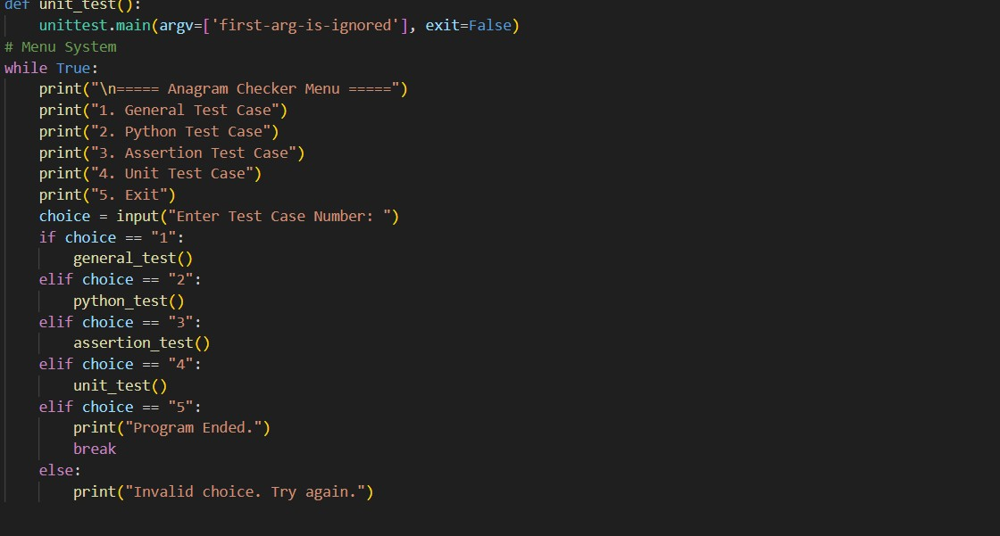 def unit_test():
    unittest.main(argv=['first-arg-is-ignored'], exit=False)
# Menu System
while True:
    print("\n===== Anagram Checker Menu =====")
    print("1. General Test Case")
    print("2. Python Test Case")
    print("3. Assertion Test Case")
    print("4. Unit Test Case")
    print("5. Exit")
    choice = input("Enter Test Case Number: ")
    if choice == "1":
        general_test()
    elif choice == "2":
        python_test()
    elif choice == "3":
        assertion_test()
    elif choice == "4":
        unit_test()
    elif choice == "5":
        print("Program Ended.")
        break
    else:
        print("Invalid choice. Try again.")